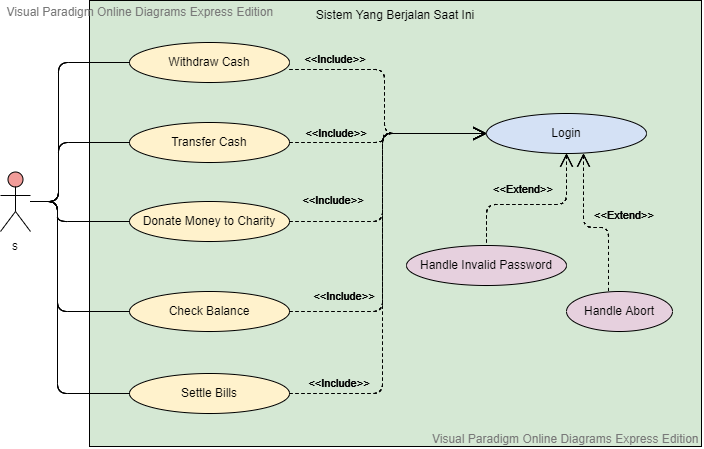 Visual Paradigm Online Diagrams Express Edition
Sistem Yang Berjalan Saat Ini
Withdraw Cash
<<Include>>
Transfer Cash
<<Include>>
Login
Donate Money to Charity
<<Include>>
<<Extend>>
<<Extend>>
s
Handle Invalid Password
Check Balance
<<Include>>
Handle Abort
Settle Bills
<<Include>>
Visual Paradigm Online Diagrams Express Edition